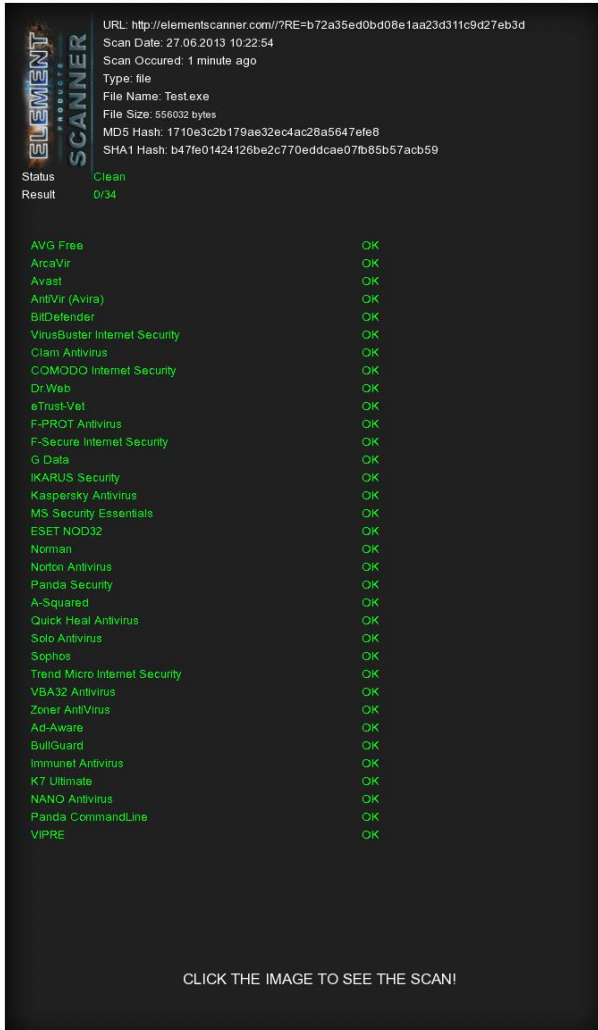 ELEMENT
PRODUCTS
SCANNER
URL: http://elementscanner.com//?RE=b72a35ed0bd08e1aa23d311c9d27eb3d
Scan Date: 27.06.2013 10:22:54
Scan Occured: 1 minute ago
Type: file
File Name: Test.exe
File Size: 556032 bytes
MD5 Hash: 1710e3c2b179ae32ec4ac28a5647efe8
SHA1 Hash: b47fe01424126be2c770eddcae07fb85b57acb59
Status Clean
Result 0/34
AVG Free OK
ArcaVir OK
Avast OK
AntiVir (Avira) OK
BitDefender OK
VirusBuster Internet Security OK
Clam Antivirus OK
COMODO Internet Security OK
Dr.Web OK
eTrust-Vet OK
F-PROT Antivirus OK
F-Secure Internet Security OK
G Data OK
IKARUS Security OK
Kaspersky Antivirus OK
MS Security Essentials OK
ESET NOD32 OK
Norman OK
Norton Antivirus OK
Panda Security OK
A-Squared OK
Quick Heal Antivirus OK
Solo Antivirus OK
Sophos OK
Trend Micro Internet Security OK
VBA32 Antivirus OK
Zoner AntiVirus OK
Ad-Aware OK
BullGuard OK
Immunet Antivirus OK
K7 Ultimate OK
NANO Antivirus OK
Panda CommandLine OK
VIPRE OK
CLICK THE IMAGE TO SEE THE SCAN!